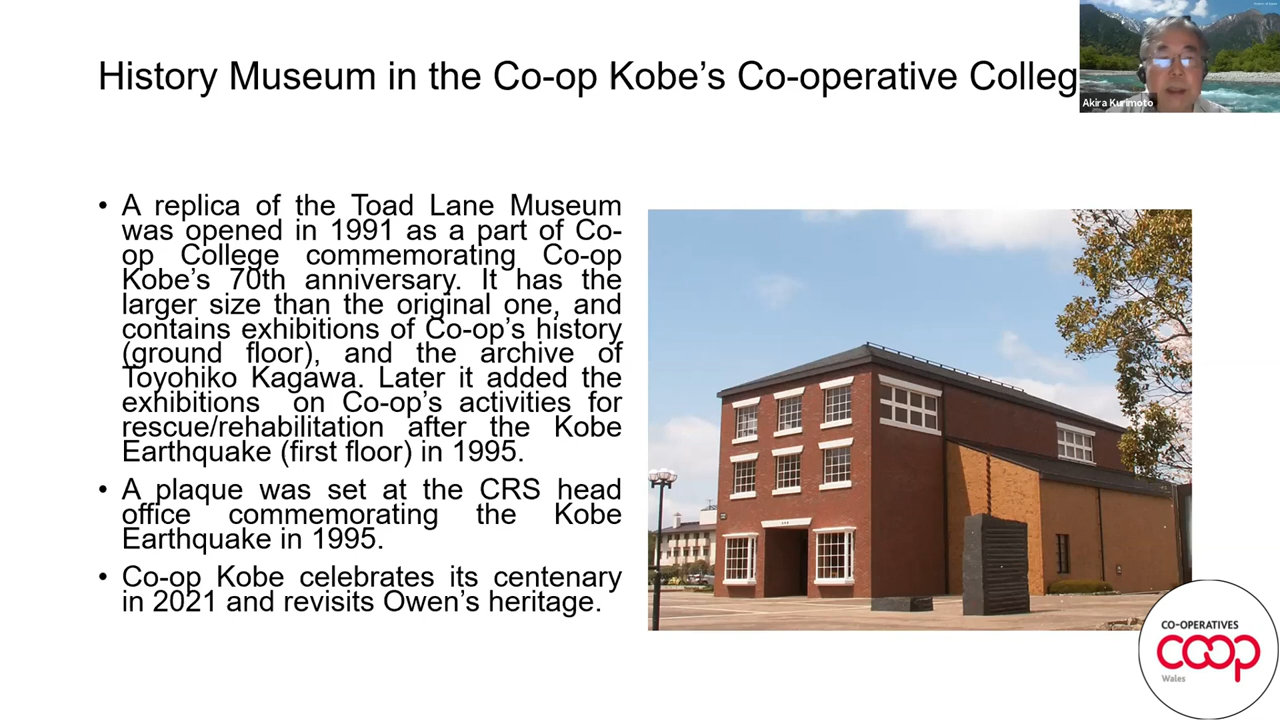 History Museum in the Co-op Kobe’s Co-operative Colleg
Akira Kurimoto
• A replica of the Toad Lane Museum
was opened in 1991 as a part of Co-
op College commemorating Co-op
Kobe’s 70th anniversary. It has the
larger size than the original one, and
contains exhibitions of Co-op’s history
(ground floor), and the archive of
Toyohiko Kagawa. Later it added the
exhibitions on Co-op’s activities for
rescue/rehabilitation after the Kobe
Earthquake (first floor) in 1995.
• A plaque was set at the CRS head
office commemorating the Kobe
Earthquake in 1995.
• Co-op Kobe celebrates its centenary
in 2021 and revisits Owen’s heritage.
CO-OPERATIVES
coop
Wales